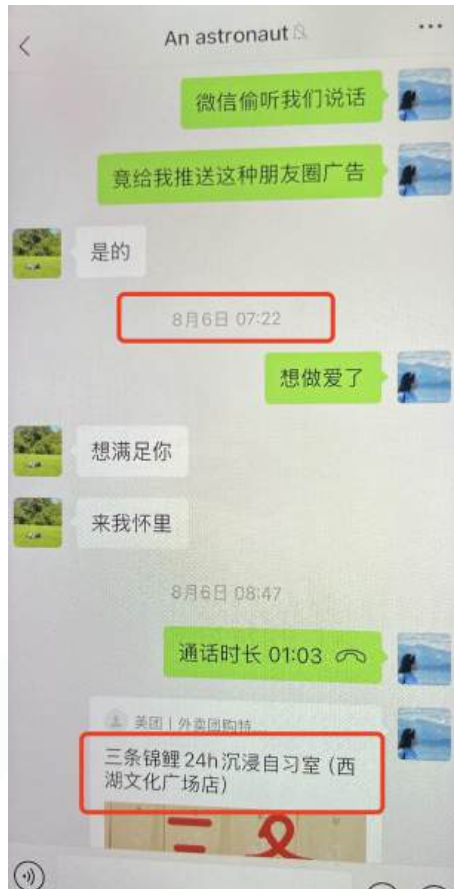 An astronaut
微信偷听我们说话
竟给我推送这种朋友圈广告
是的
8月6日 07:22
想做爱了
想满足你
来我怀里
8月6日 08:47
通话时长 01:03
美团 | 外卖团购特...
三条锦鲤24h沉浸自习室 (西
湖文化广场店)
三